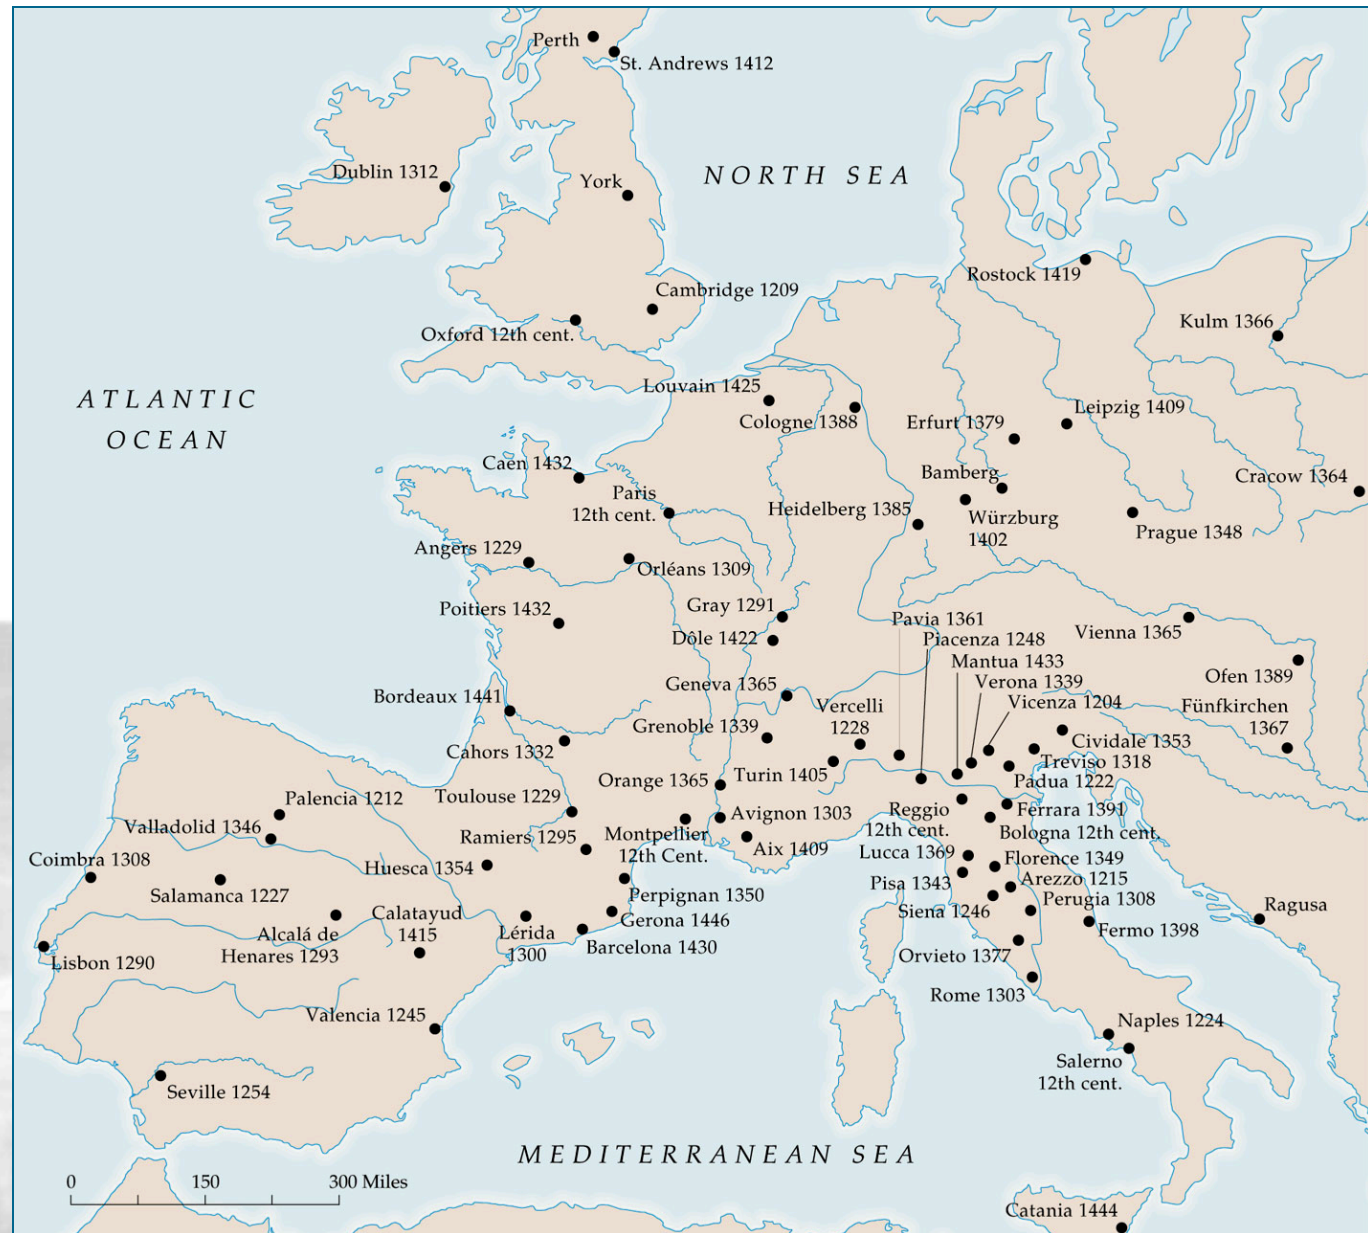 Perth
St. Andrews 1412
Dublin 1312
York
NORTH SEA
Rostock 1419
Cambridge 1209
Oxford 12th cent.
Kulm 1366
ATLANTIC
OCEAN
Louvain 1425
Cologne 1388
Erfurt 1379
Leipzig 1409
Caen 1432
Bamberg
Cracow 1364
Paris
12th cent.
Heidelberg 1385
Würzburg
1402
Prague 1348
Angers 1229
Orléans 1309
Gray 1291
Poitiers 1432
Dôle 1422
Pavia 1361
Piacenza 1248
Mantua 1433
Verona 1339
Vicenza 1204
Vienna 1365
Ofen 1389
Geneva 1365
Bordeaux 1441
Vercelli
1228
Fünfkirchen
1367
Grenoble 1339
Cahors 1332
Cividale 1353
Treviso 1318
Turin 1405
Orange 1365
Padua 1222
Palencia 1212
Toulouse 1229
Valladolid 1346
Ramiers 1295
Montpellier
12th Cent.
Avignon 1303
Aix 1409
Reggio
12th cent.
Ferrara 1391
Bologna 12th cent.
Coimbra 1308
Huesca 1354
Lucca 1369
Florence 1349
Salamanca 1227
Pisa 1343
Arezzo 1215
Perpignan 1350
Siena 1246
Perugia 1308
Gerona 1446
Calatayud
1415
Alcalá de
Henares 1293
Lérida
1300
Barcelona 1430
Ragusa
Fermo 1398
Lisbon 1290
Orvieto 1377
Rome 1303
Valencia 1245
Naples 1224
Salerno
12th cent.
Seville 1254
MEDITERRANEAN SEA
0 150 300 Miles
Catania 1444